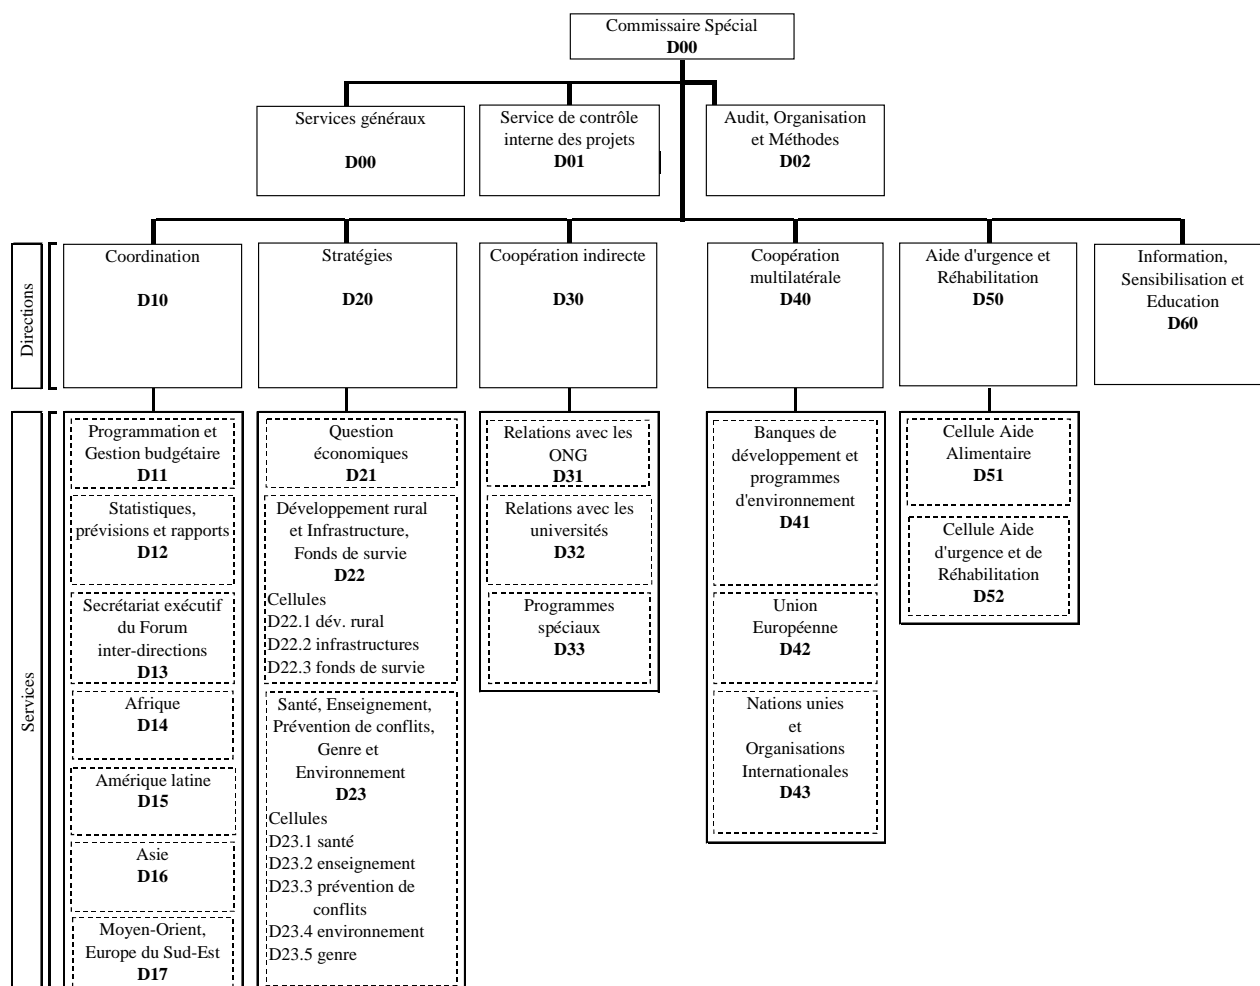 Commissaire Spécial
D00
Services généraux
D00
Service de contrôle
interne des projets
D01
Audit, Organisation
et Méthodes
D02
Directions
Coordination
D10
Stratégies
D20
Coopération indirecte
D30
Coopération
multilatérale
D40
Aide d'urgence et
Réhabilitation
D50
Information,
Sensibilisation et
Education
D60
Services
Programmation et
Gestion budgétaire
D11
Statistiques,
prévisions et rapports
D12
Secrétariat exécutif
du Forum
inter-directions
D13
Afrique
D14
Amérique latine
D15
Asie
D16
Moyen-Orient,
Europe du Sud-Est
D17
Question
économiques
D21
Développement rural
et Infrastructure,
Fonds de survie
D22
Cellules
D22.1 dév. rural
D22.2 infrastructures
D22.3 fonds de survie
Santé, Enseignement,
Prévention de conflits,
Genre et
Environnement
D23
Cellules
D23.1 santé
D23.2 enseignement
D23.3 prévention de
conflits
D23.4 environnement
D23.5 genre
Relations avec les
ONG
D31
Relations avec les
universités
D32
Programmes
spéciaux
D33
Banques de
développement et
programmes
d'environnement
D41
Union
Européenne
D42
Nations unies
et
Organisations
Internationales
D43
Cellule Aide
Alimentaire
D51
Cellule Aide
d'urgence et de
Réhabilitation
D52